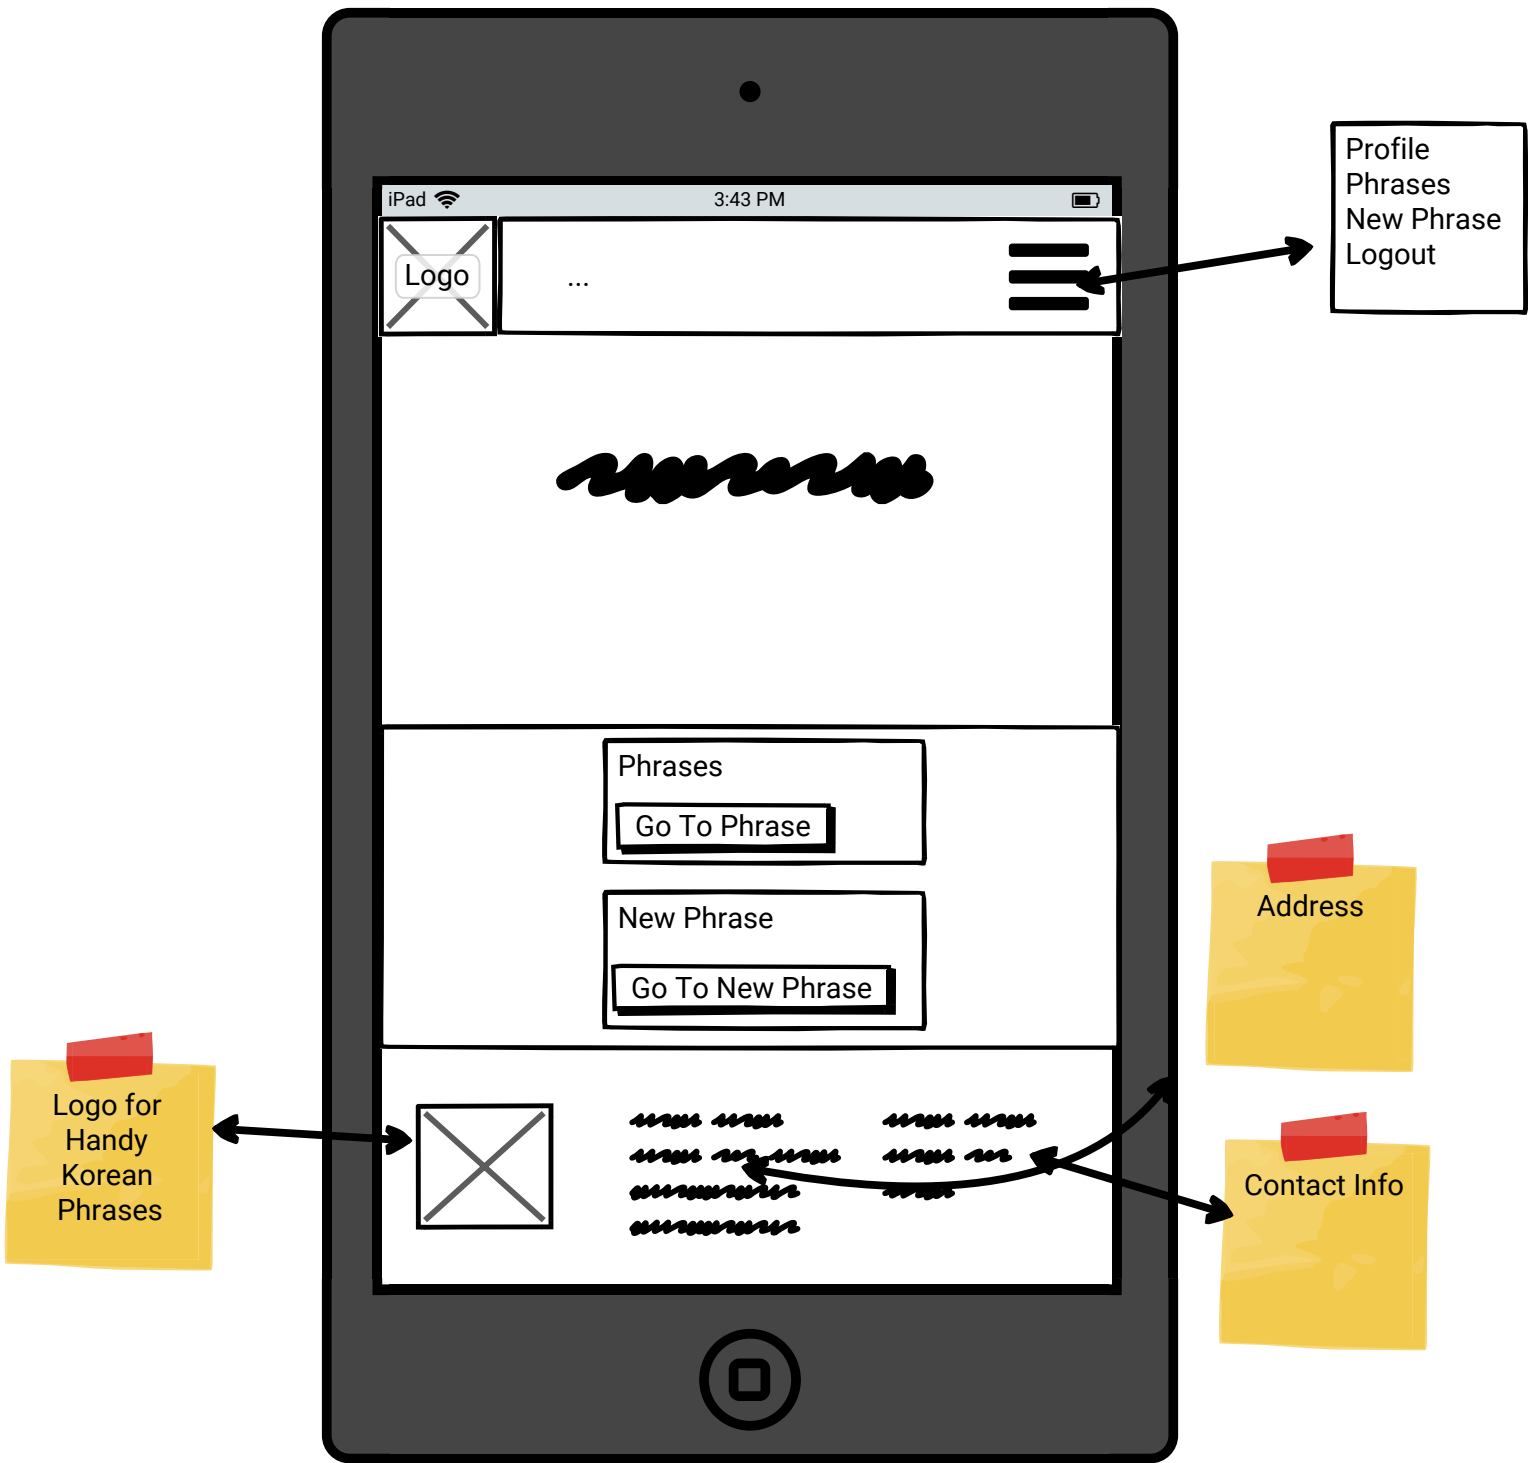 iPad
3:43 PM
Logo
...
Profile
Phrases
New Phrase
Logout
Phrases
Go To Phrase
New Phrase
Go To New Phrase
Address
Logo for
Handy
Korean
Phrases
Contact Info